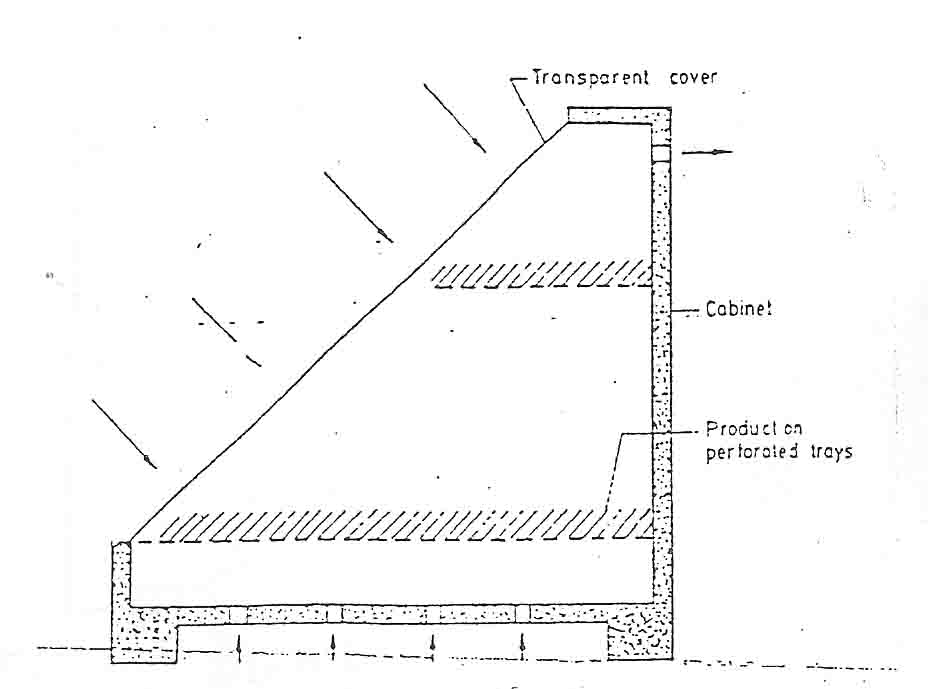 Transparent cover
Cabinet
Product on
perforated trays